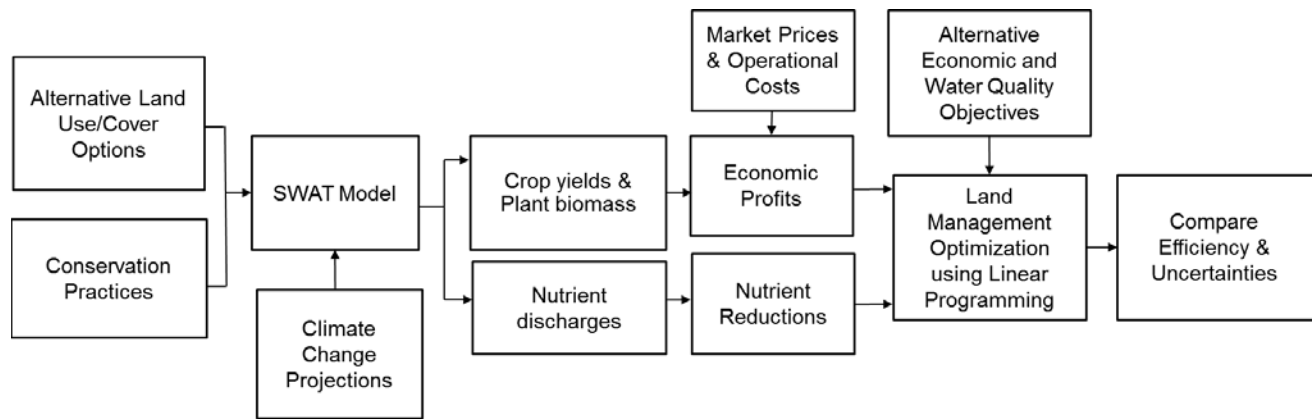 Alternative Land
Use/Cover
Options
Conservation
Practices
SWAT Model
Climate
Change
Projections
Crop yields &
Plant biomass
Nutrient
discharges
Market Prices
& Operational
Costs
Economic
Profits
Nutrient
Reductions
Alternative
Economic and
Water Quality
Objectives
Land
Management
Optimization
using Linear
Programming
Compare
Efficiency &
Uncertainties